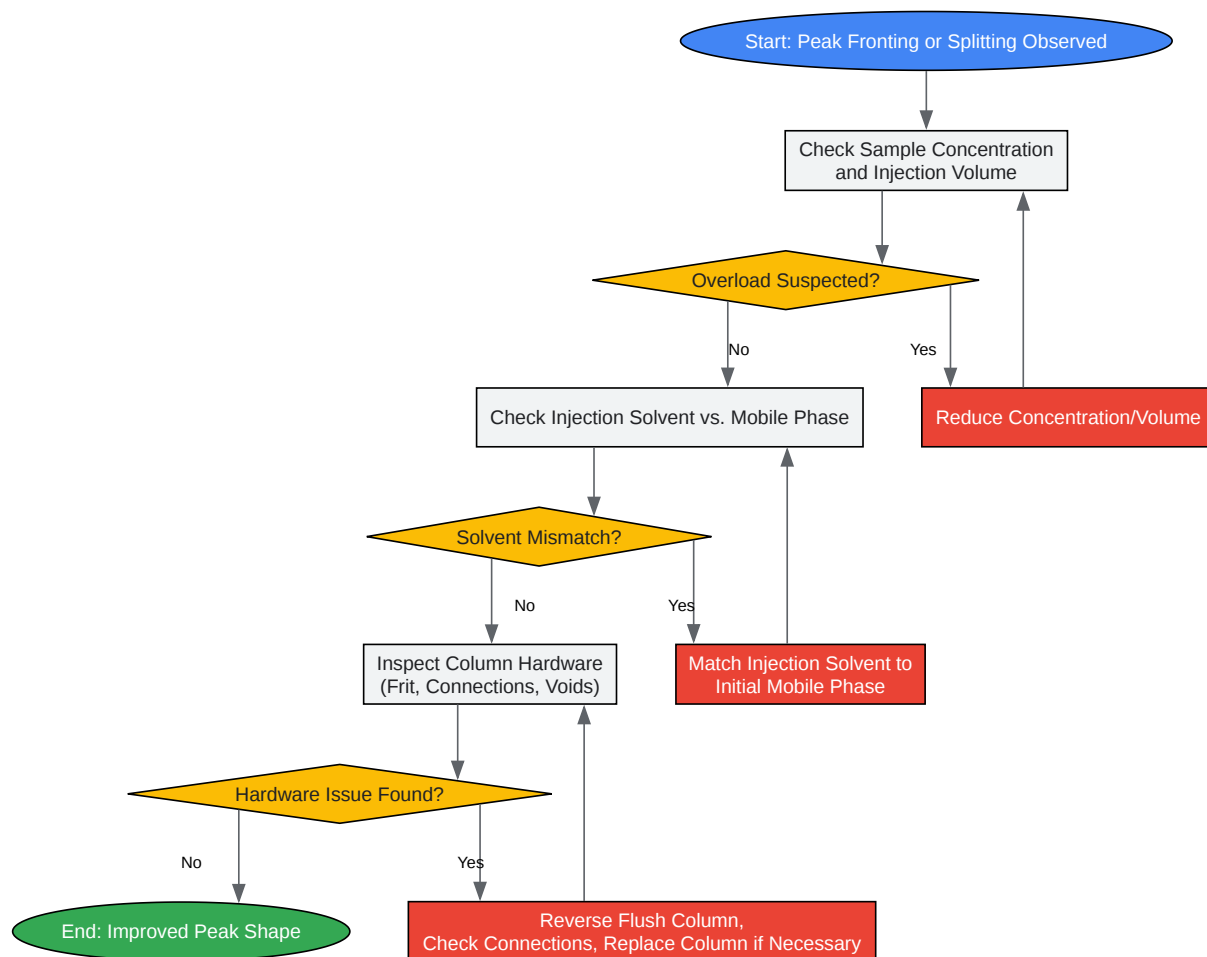 Start: Peak Fronting or Splitting Observed
Check Sample Concentration
and Injection Volume
Overload Suspected?
No
Yes
Check Injection Solvent vs. Mobile Phase
Reduce Concentration/Volume
Solvent Mismatch?
No
Yes
Inspect Column Hardware
(Frit, Connections, Voids)
Match Injection Solvent to
Initial Mobile Phase
Hardware Issue Found?
No
Yes
End: Improved Peak Shape
Reverse Flush Column,
Check Connections, Replace Column if Necessary